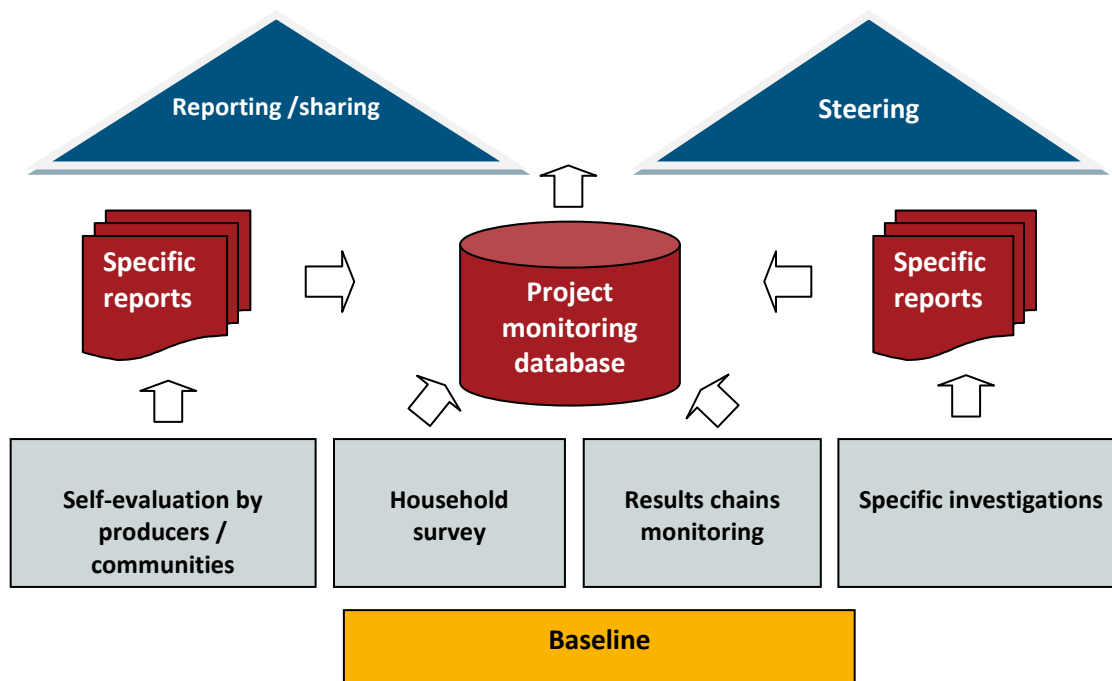 Reporting /sharing
Steering
Specific
reports
Project
monitoring
database
Specific
reports
Self-evaluation by
producers /
communities
Household
survey
Results chains
monitoring
Specific investigations
Baseline